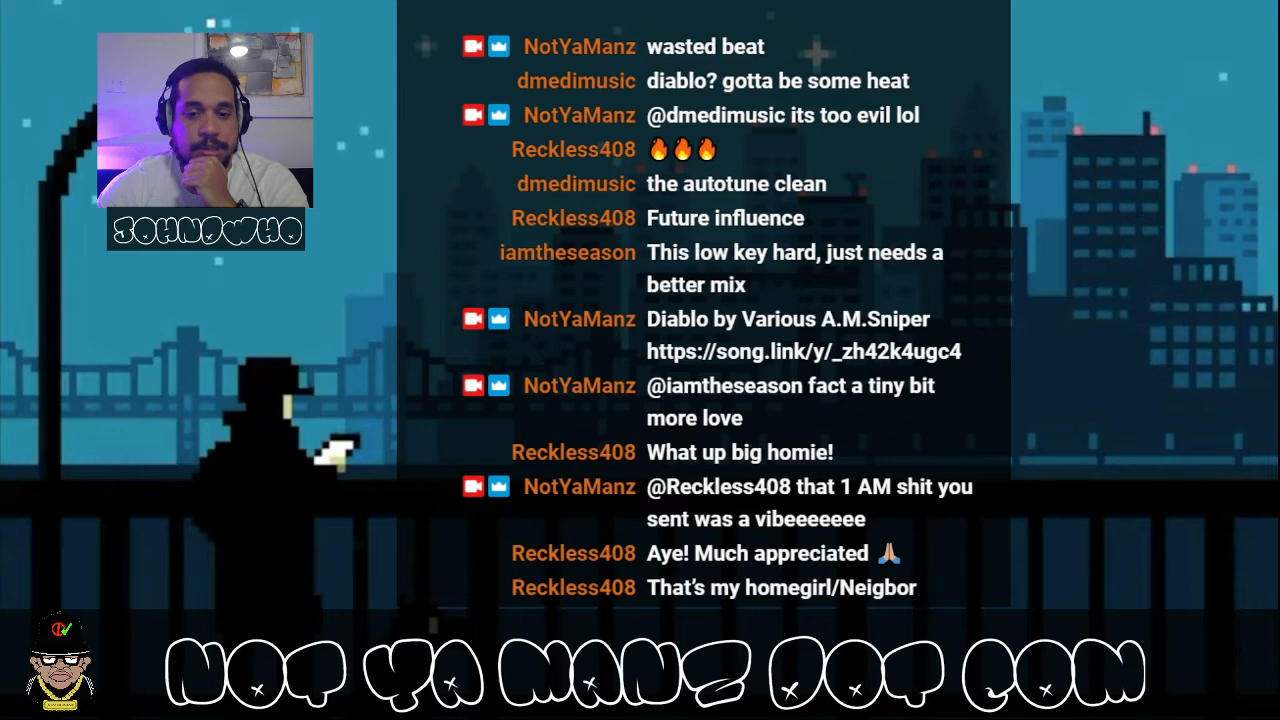 NotYaManz wasted beat
dmedimusic diablo? gotta be some heat
NotYaManz @dmedimusic its too evil lol
Reckless408 🔥🔥🔥
dmedimusic the autotune clean
Reckless408 Future influence
iamtheseason This low key hard, just needs a
better mix
NotYaManz Diablo by Various A.M.Sniper
https://song.link/y/_zh42k4ugc4
NotYaManz @iamtheseason fact a tiny bit
more love
Reckless408 What up big homie!
NotYaManz @Reckless408 that 1 AM shit you
sent was a vibeeeeeee
Reckless408 Aye! Much appreciated 🙏🏼
Reckless408 That's my homegirl/Neigbor
JOHNDWHO
NOT YA MANZ DOT COM